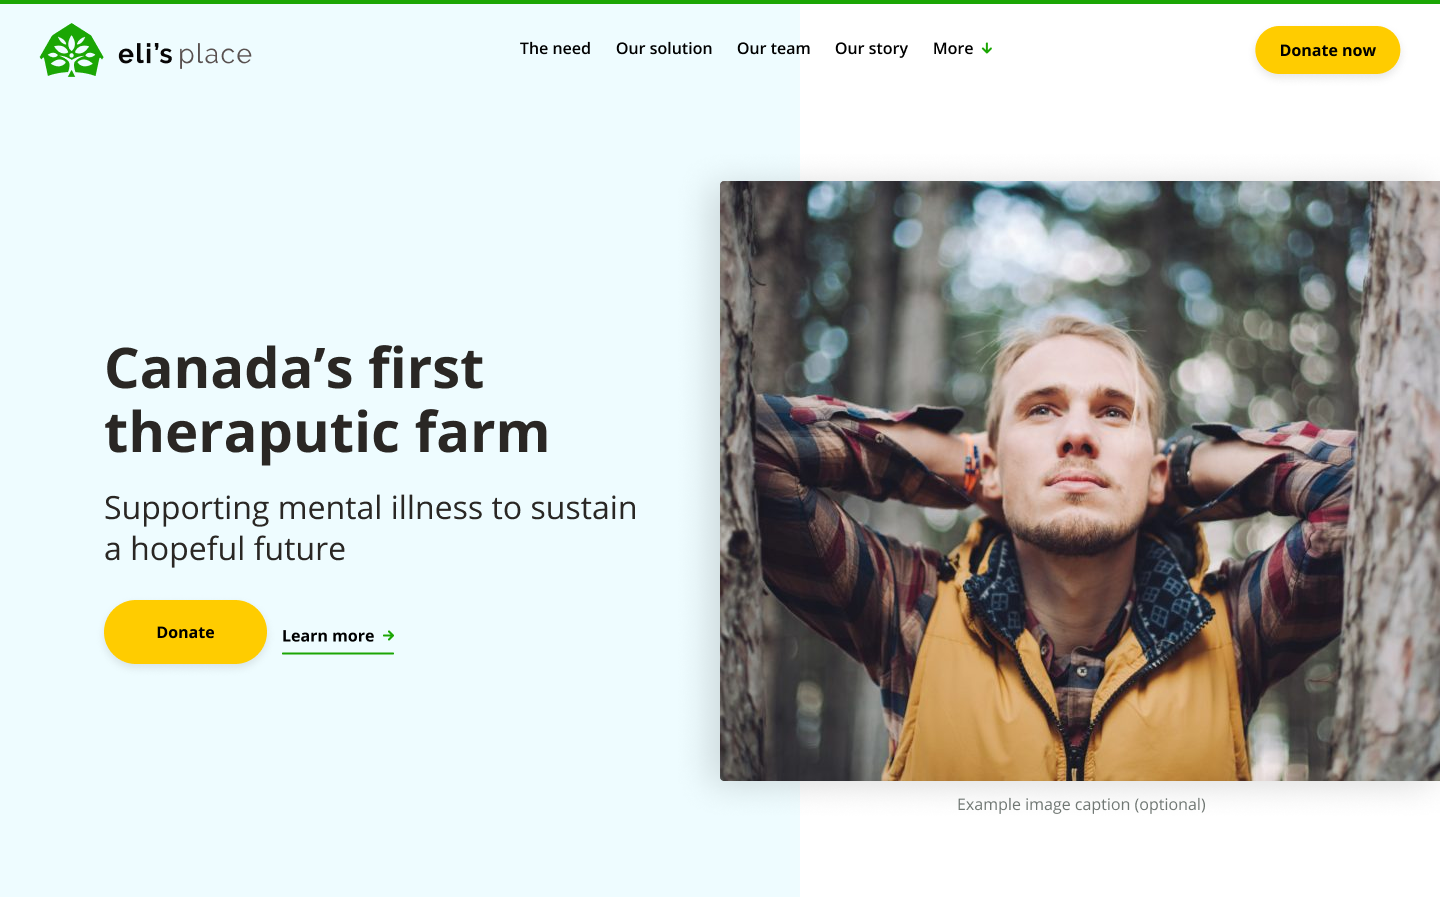 eli's place
The need Our solution Our team Our story More
Donate now
Canada’s first
theraputic farm
Supporting mental illness to sustain
a hopeful future
Donate
Learn more
Example image caption (optional)